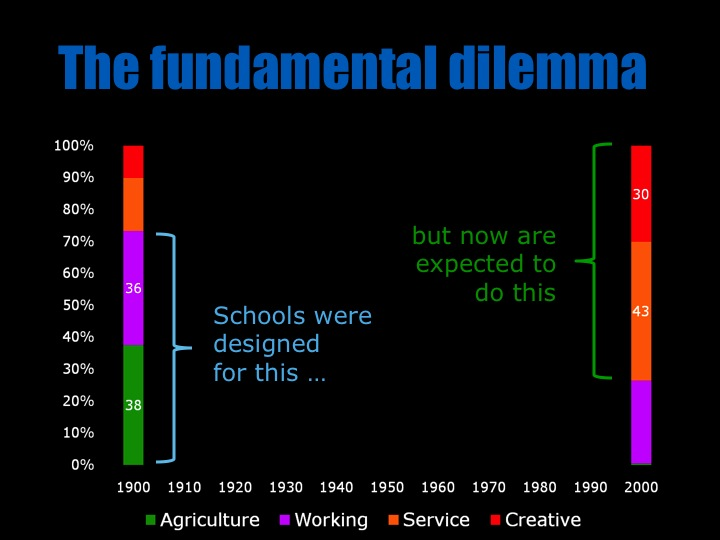 The fundamental dilemma
100%
90%
80%
70%
60%
50%
40%
30%
20%
10%
0%
36
38
Schools were
designed
for this …
but now are
expected to
do this
30
43
1900 1910 1920 1930 1940 1950 1960 1970 1980 1990 2000
Agriculture Working Service Creative